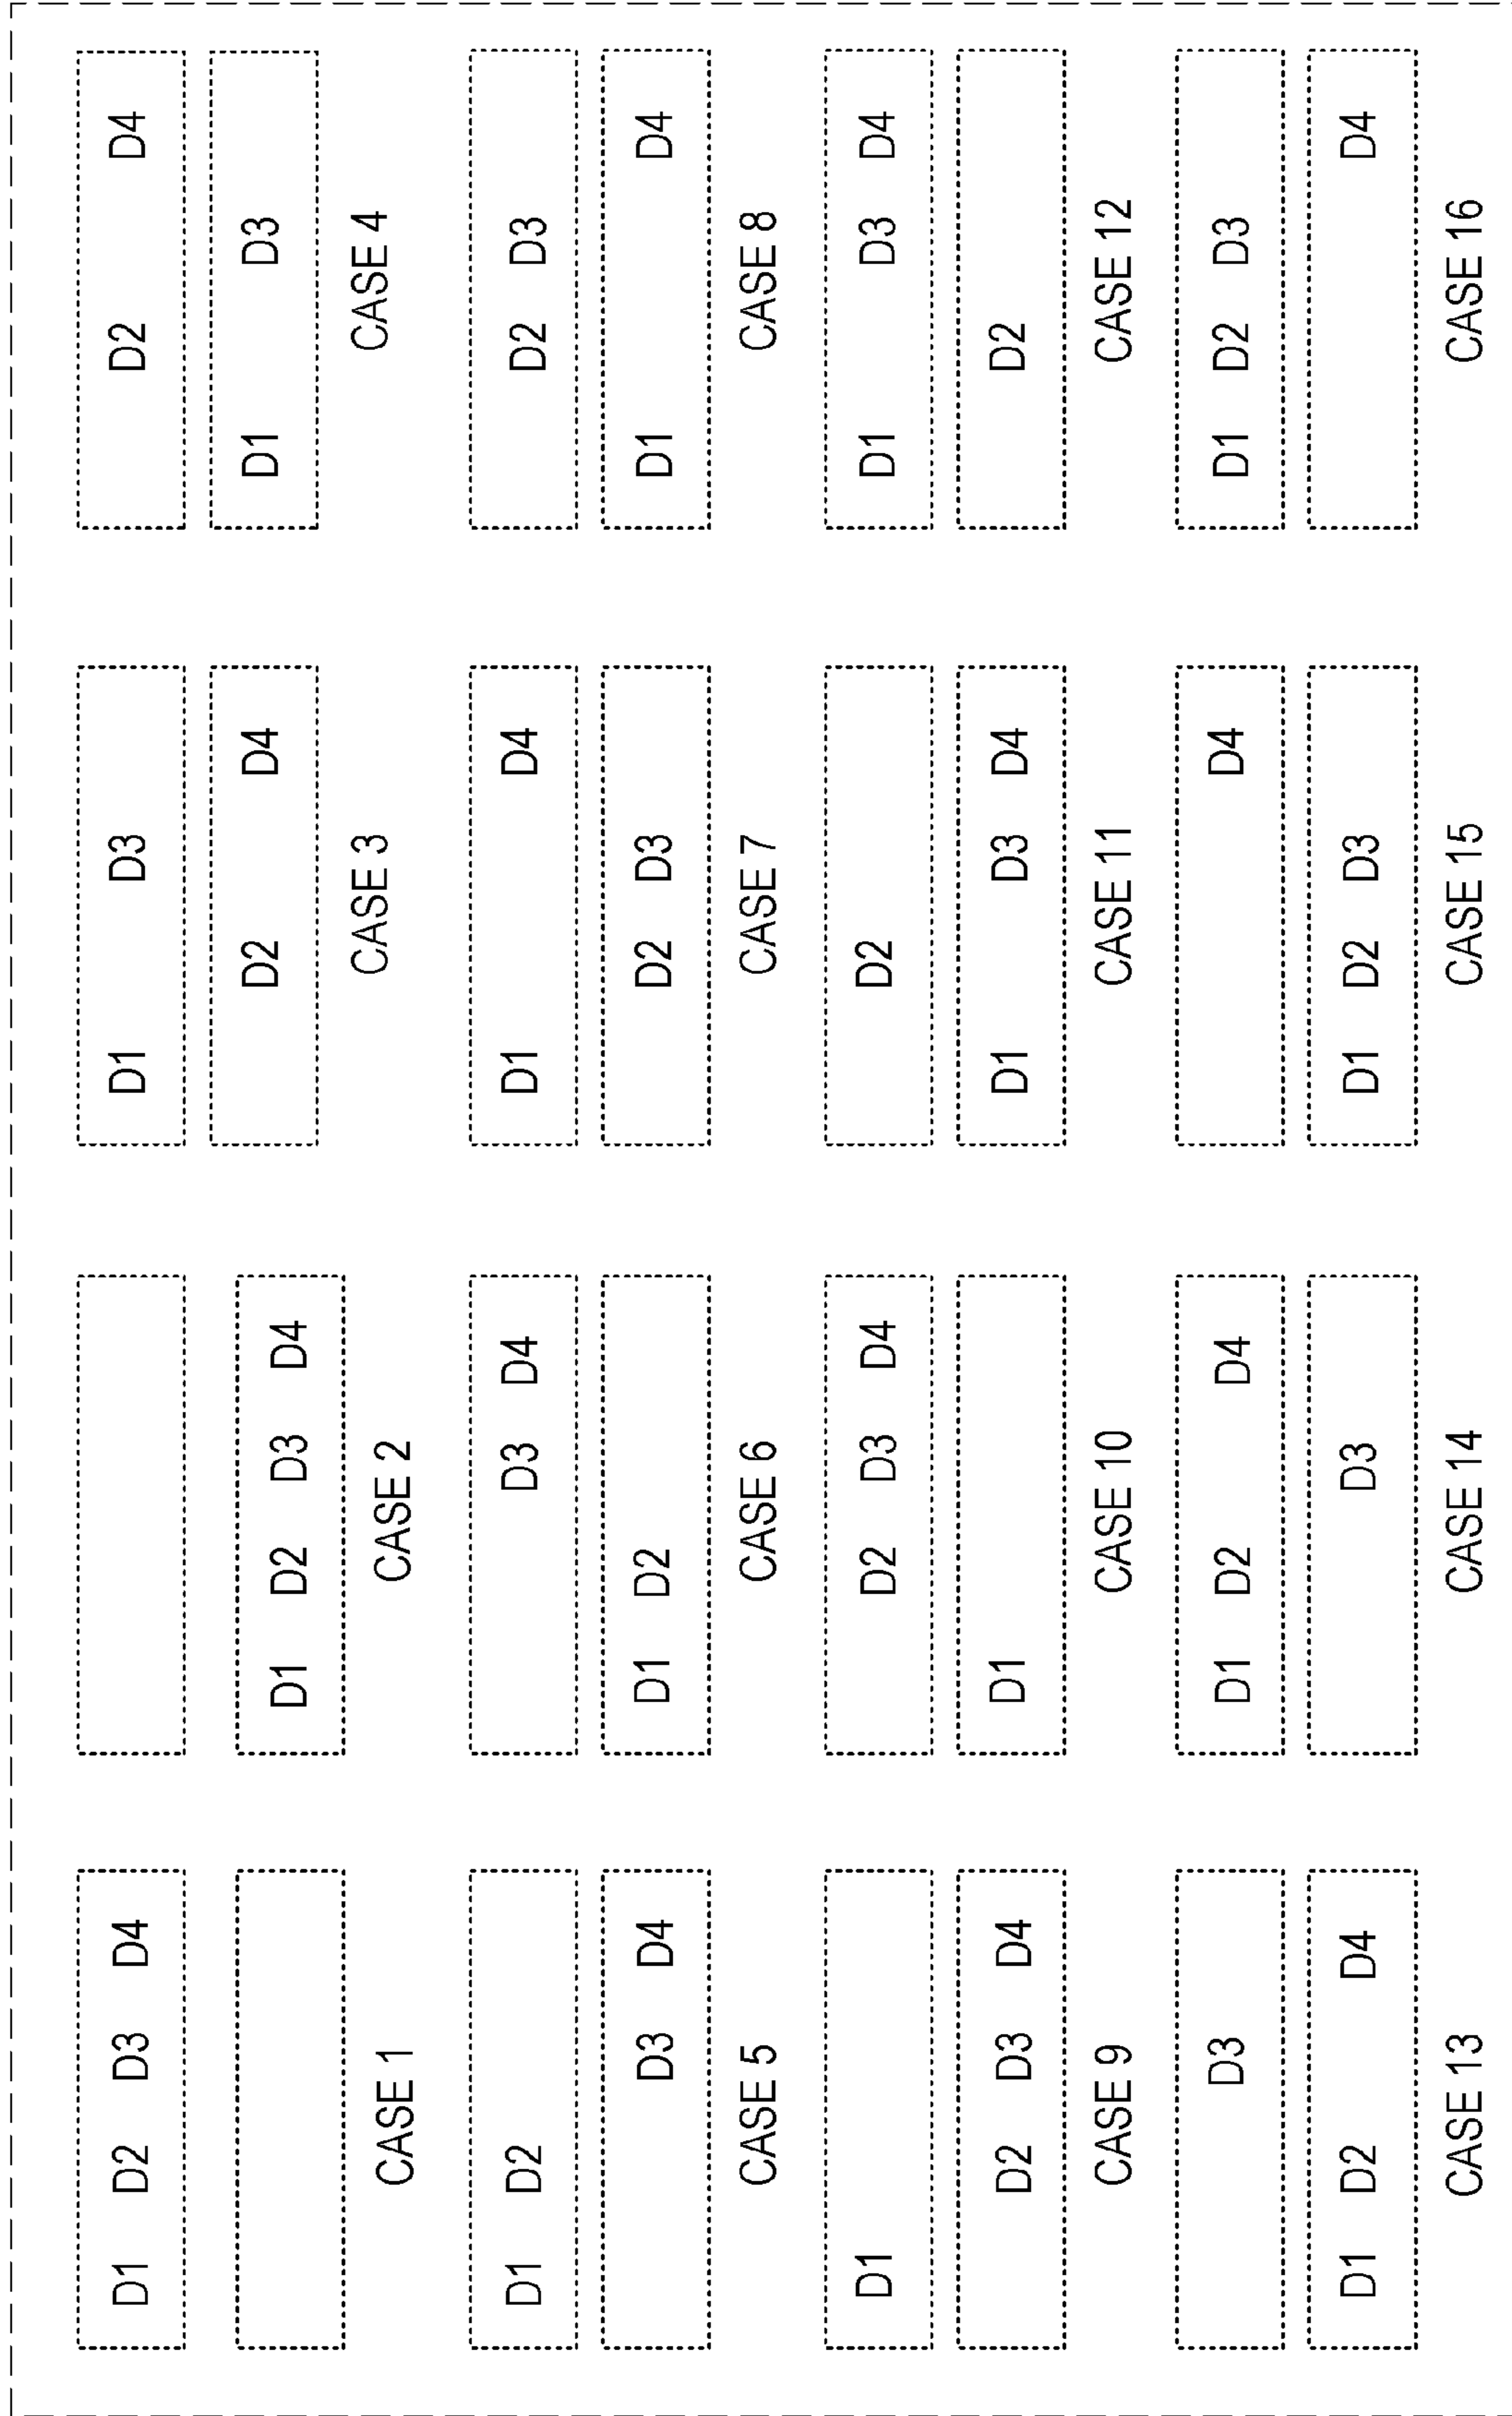 D1 D2 D3 D4 D1 D3 D2 D4
D1 D2 D3 D4 D2 D4 D1 D3
CASE 1 CASE 2 CASE 3 CASE 4
D1 D2 D3 D4 D1 D4 D2 D3
D3 D4 D1 D2 D2 D3 D1 D4
CASE 5 CASE 6 CASE 7 CASE 8
D1 D2 D3 D4 D2 D1 D3 D4
D2 D3 D4 D1 D1 D3 D4 D2
CASE 9 CASE 10 CASE 11 CASE 12
D3 D1 D2 D4 D4 D1 D2 D3
D1 D2 D4 D3 D1 D2 D3 D4
CASE 13 CASE 14 CASE 15 CASE 16